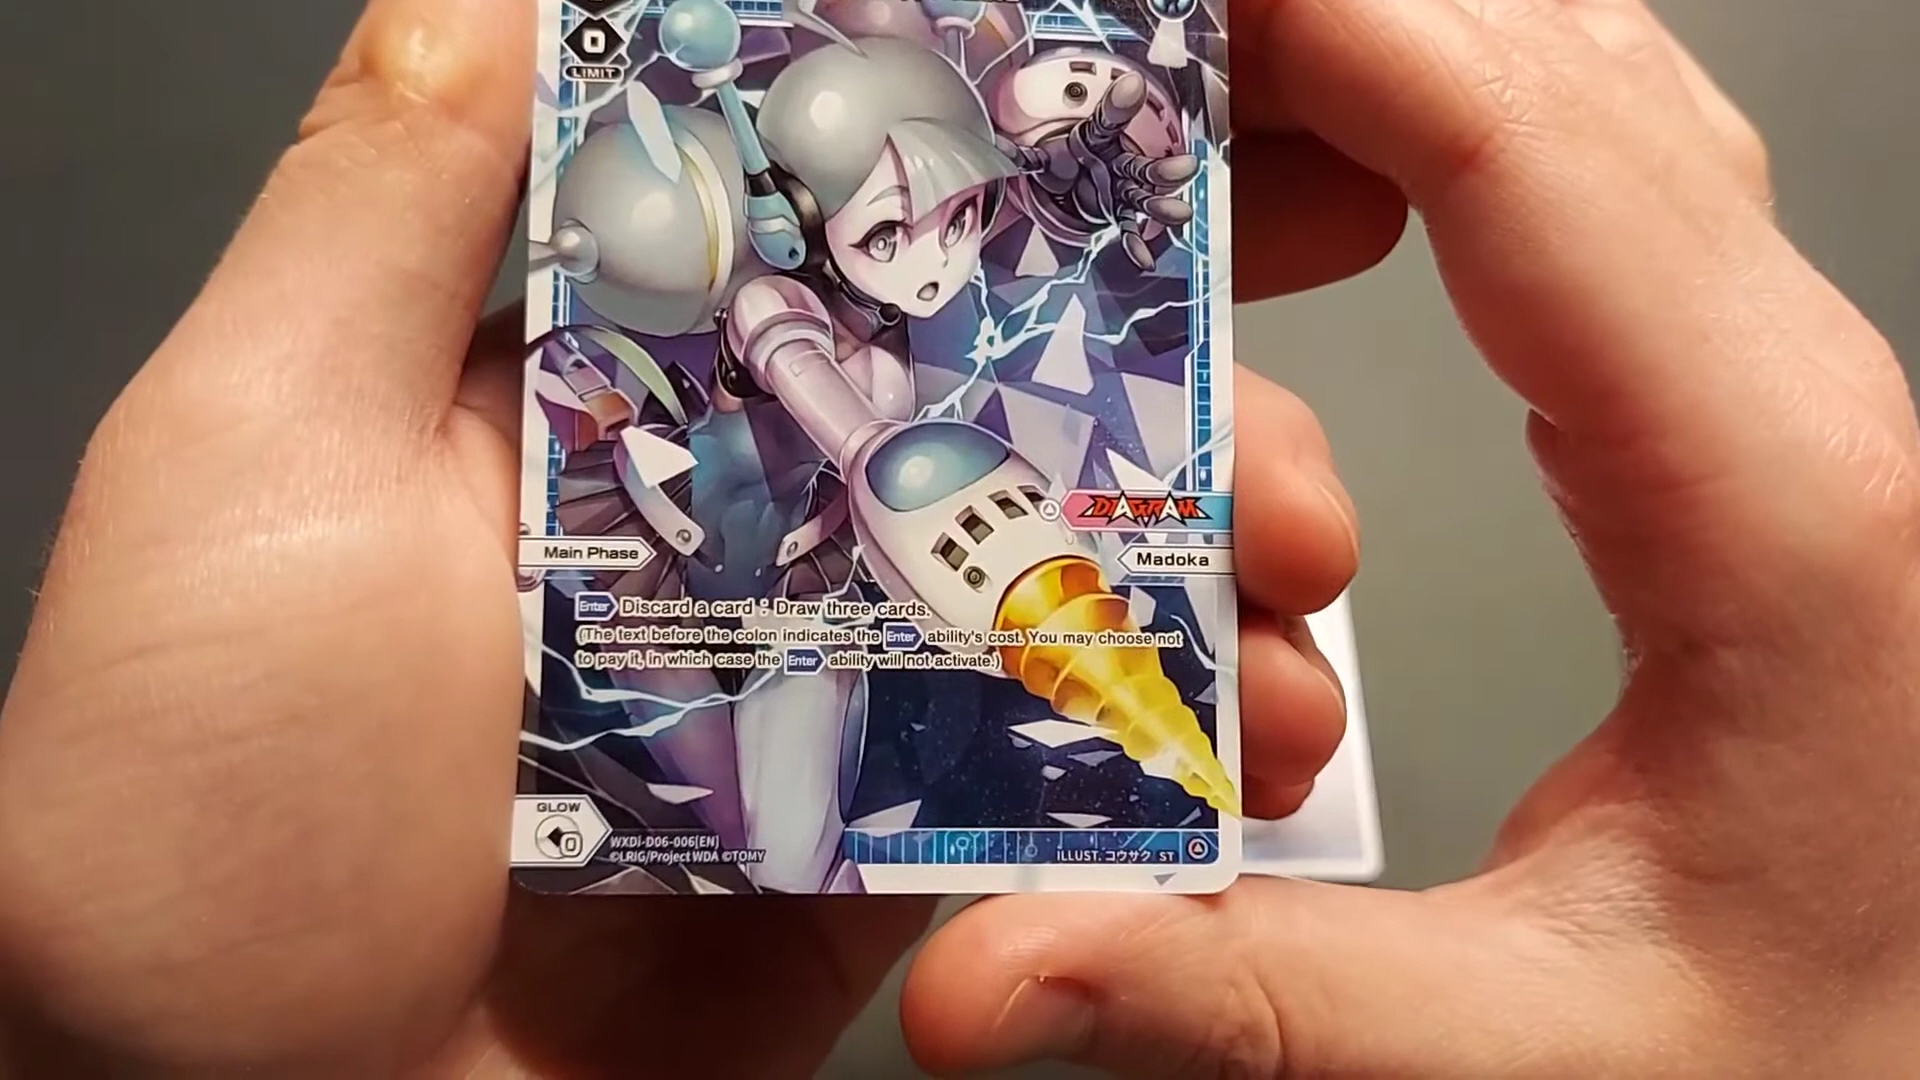 0
LIMIT
DIAGRAM
Main Phase
Madoka
Enter Discard a card : Draw three cards.
(The text before the colon indicates the Enter ability's cost. You may choose not
to pay it, in which case the Enter ability will not activate.)
GLOW
0
WXDi-D06-006[EN]
©LRIG/Project WDA ©TOMY
ILLUST. コウサク ST